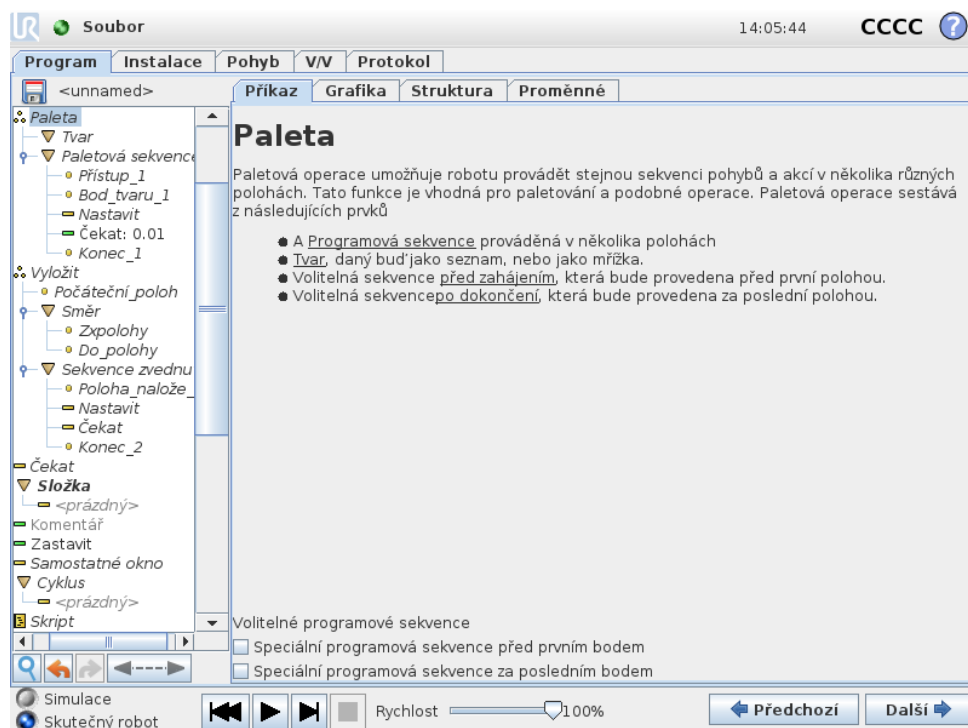 UR Soubor 14:05:44 CCCC ?
Program Instalace Pohyb V/V Protokol
<unnamed> Příkaz Grafika Struktura Proměnné
Paleta
Tvar
Paletová sekvence
Přístup_1
Bod_tvaru_1
Nastavit
Čekat: 0.01
Konec_1
Vyložit
Počáteční_poloh
Směr
Zxpolohy
Do_polohy
Sekvence zvednu
Poloha_nalože_
Nastavit
Čekat
Konec_2
Čekat
Složka
<prázdný>
Komentář
Zastavit
Samostatné okno
Cyklus
<prázdný>
Skript
Paleta
Paletová operace umožňuje robotu provádět stejnou sekvenci pohybů a akcí v několika různých
polohách. Tato funkce je vhodná pro paletování a podobné operace. Paletová operace sestává
z následujících prvků
● A Programová sekvence prováděná v několika polohách
● Tvar, daný buď jako seznam, nebo jako mřížka.
● Volitelná sekvence před zahájením, která bude provedena před první polohou.
● Volitelná sekvencepo dokončení, která bude provedena za poslední polohou.
Volitelné programové sekvence
Speciální programová sekvence před prvním bodem
Speciální programová sekvence za posledním bodem
Simulace
Skutečný robot
Rychlost 100% Předchozí Další